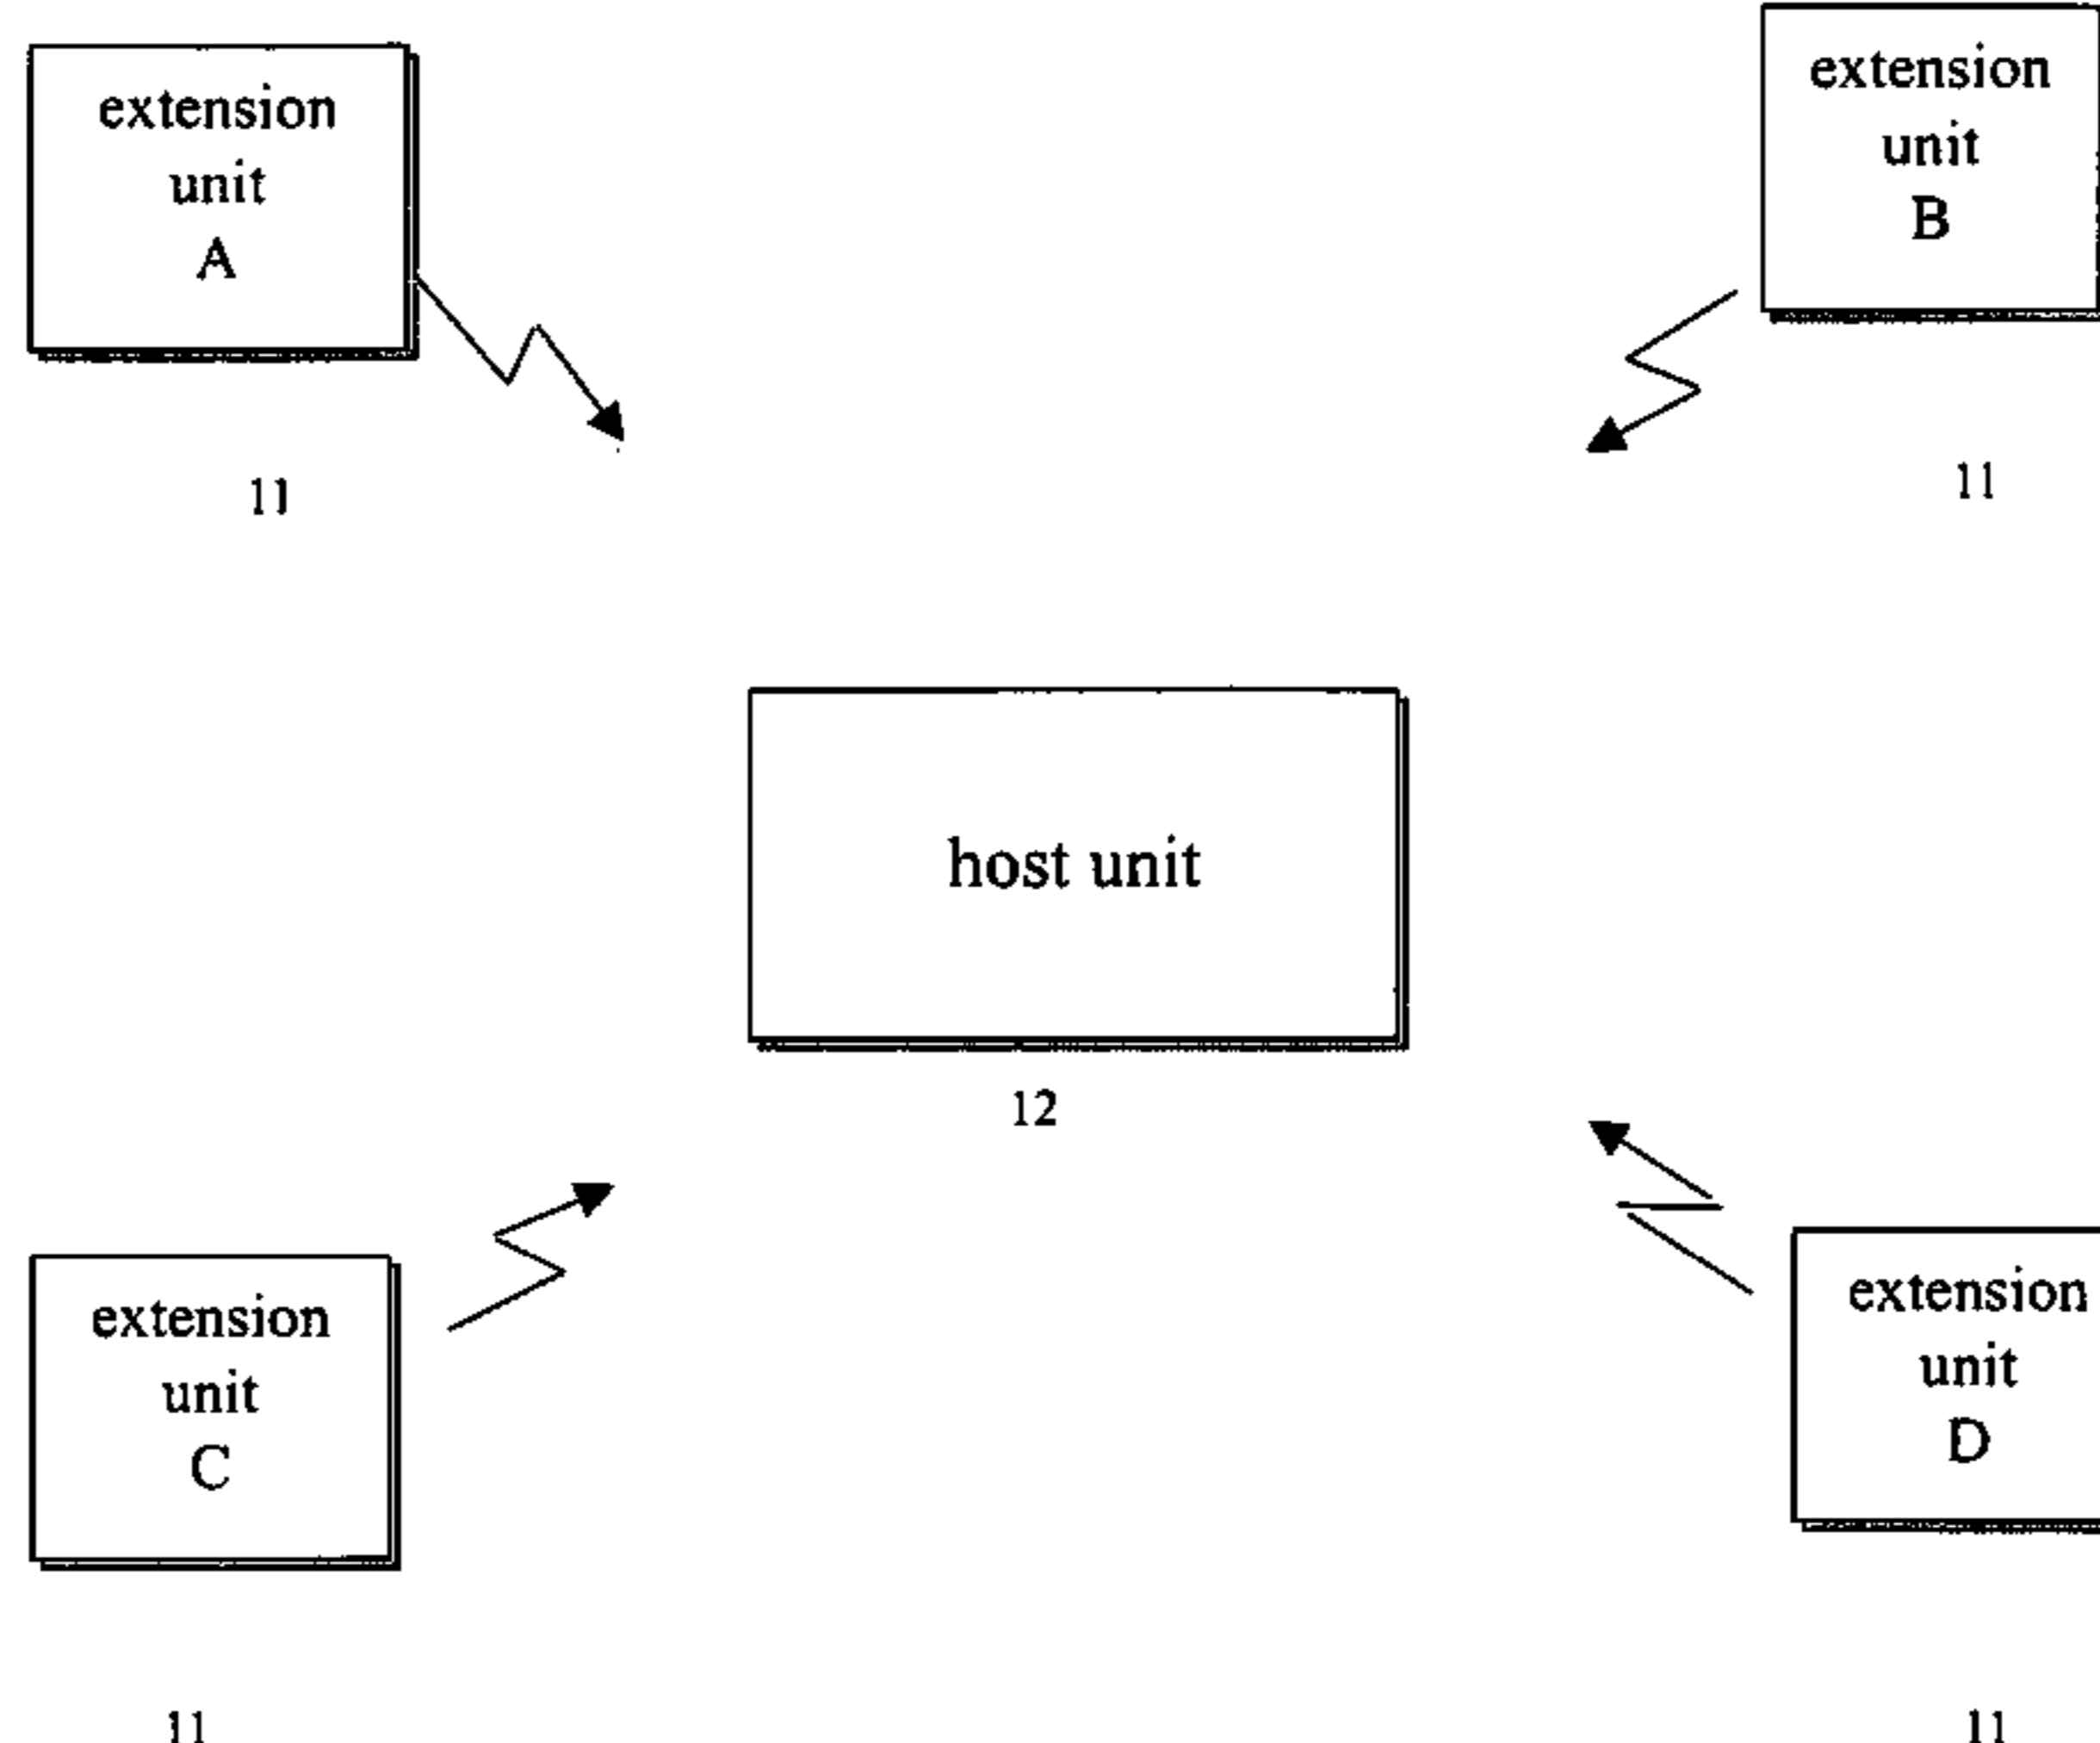 extension
unit
A
11
extension
unit
B
11
host unit
12
extension
unit
C
11
extension
unit
D
11